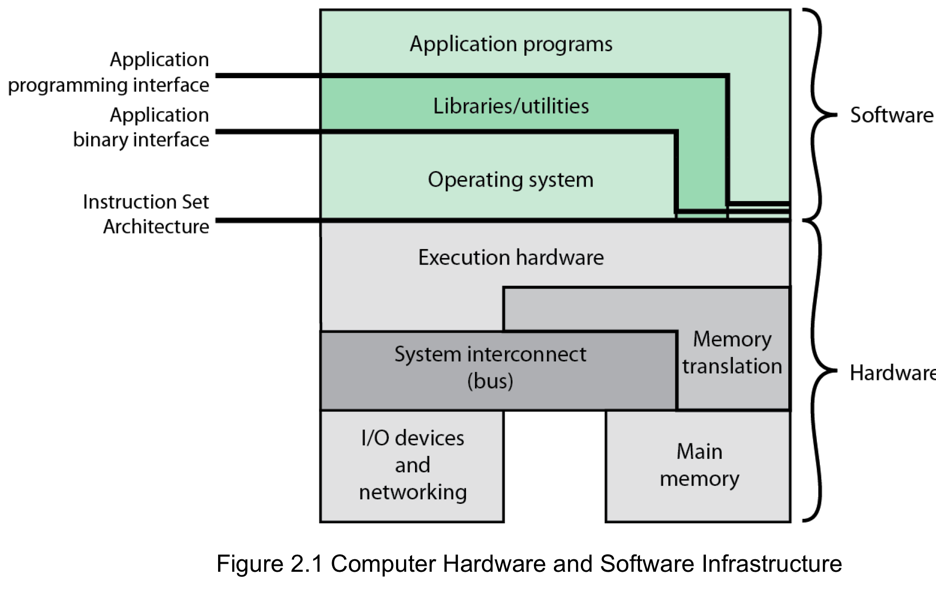 Application programs
Application
programming interface
Libraries/utilities
Application
binary interface
Software
Operating system
Instruction Set
Architecture
Execution hardware
Memory
translation
System interconnect
(bus)
Hardware
I/O devices
and
networking
Main
memory
Figure 2.1 Computer Hardware and Software Infrastructure